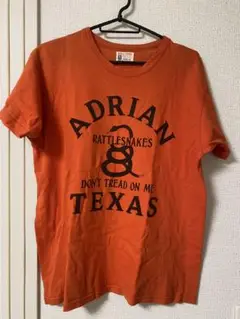 ADRIAN
RATTLESNAKES
DON'T TREAD ON ME
TEXAS